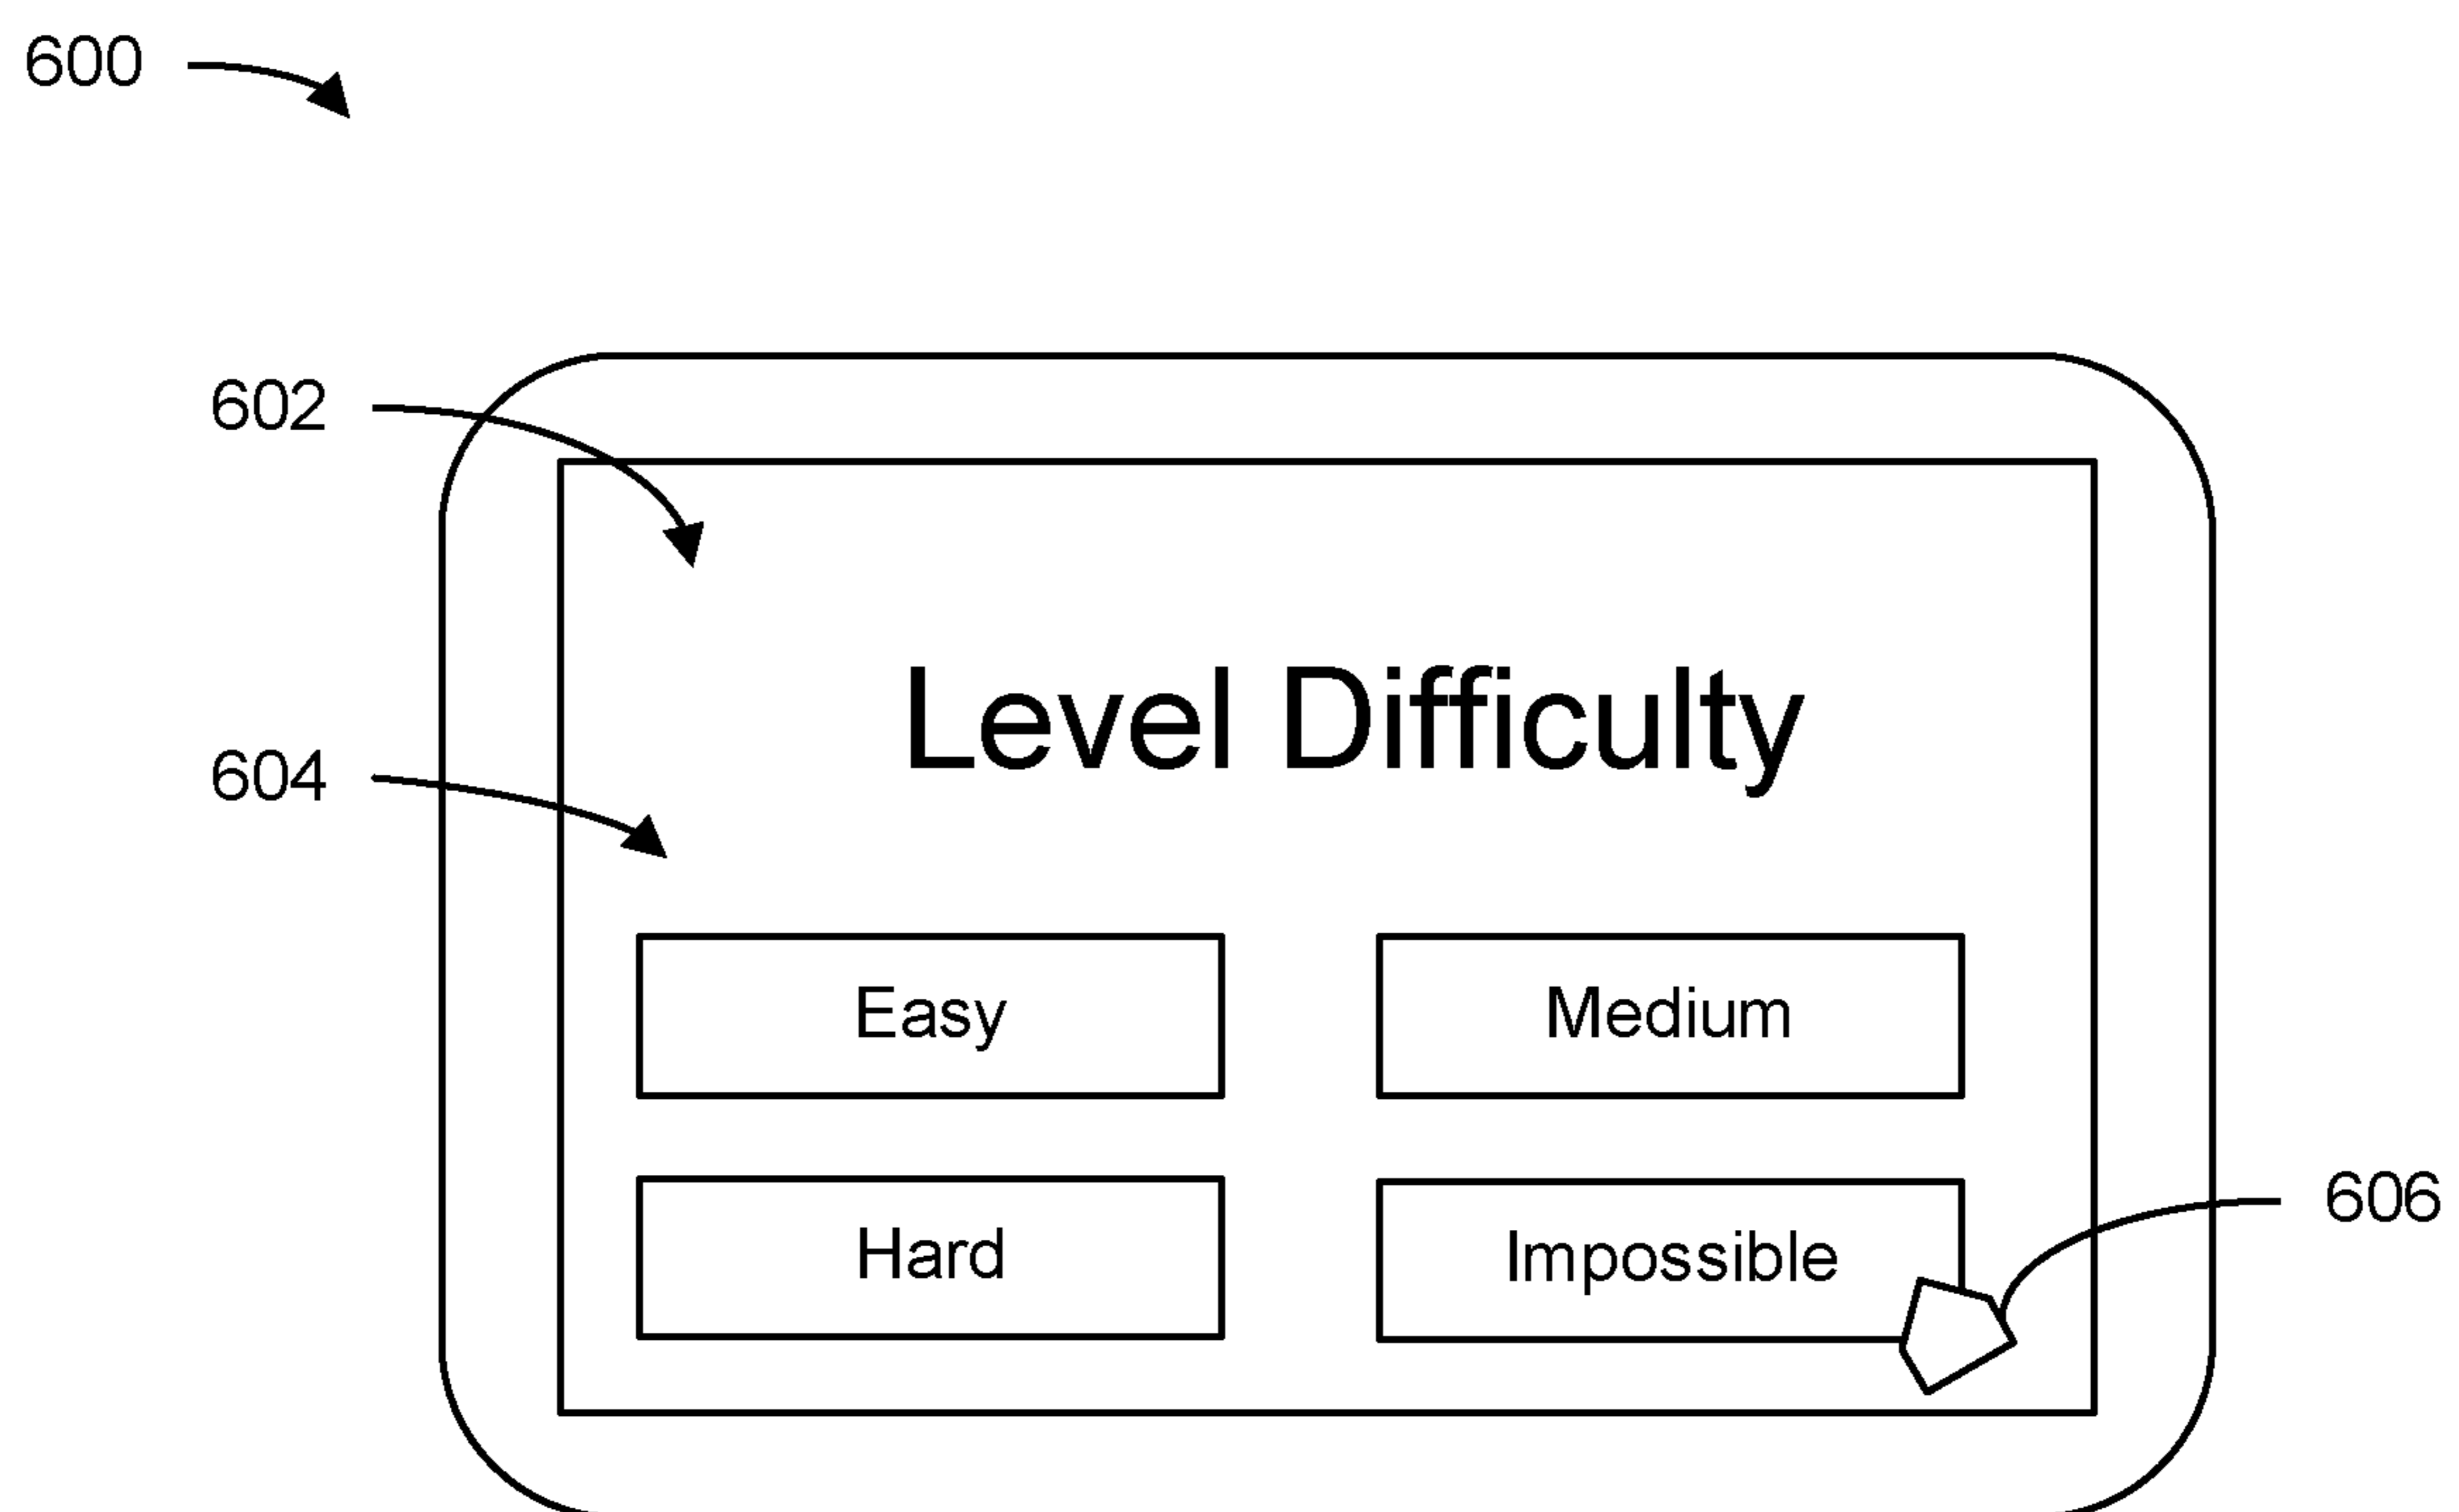 600
602
Level Difficulty
604
Easy
Medium
Hard
Impossible
606